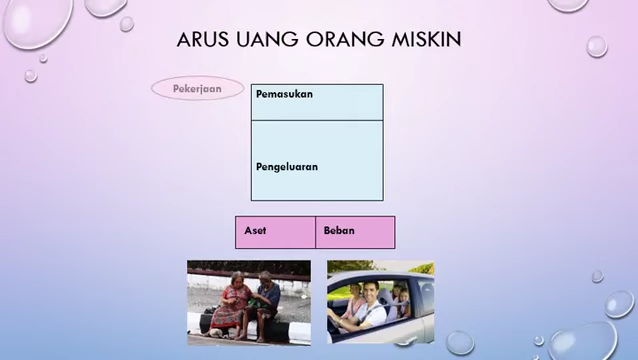 ARUS UANG ORANG MISKIN
Pekerjaan
Pemasukan
Pengeluaran
Aset
Beban